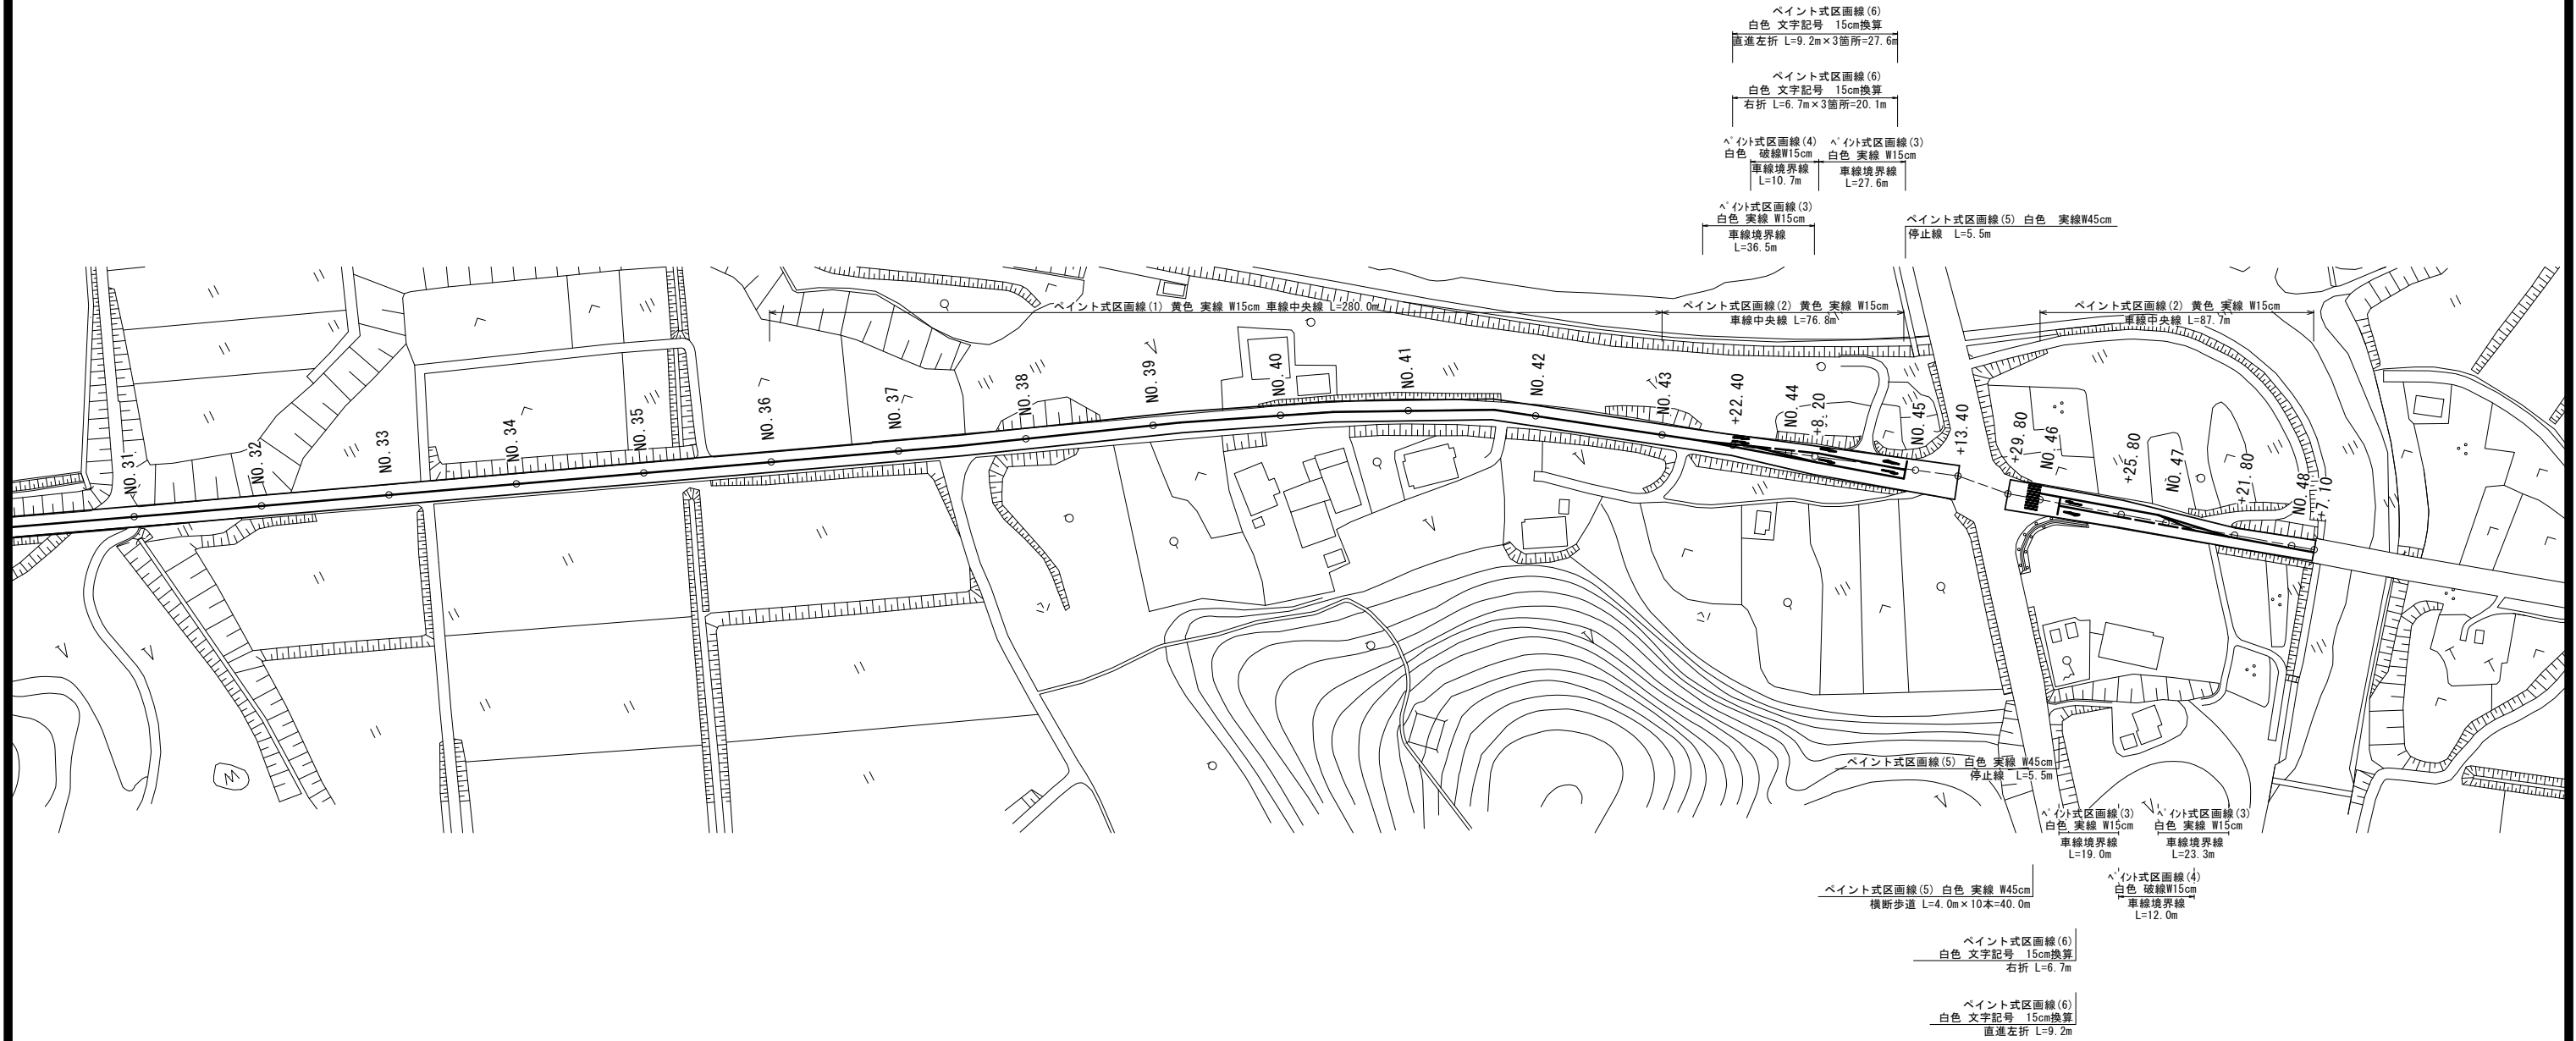 ペイント式区画線(6)
白色 文字記号 15cm換算
直進左折 L=9.2m×3箇所=27.6m
ペイント式区画線(6)
白色 文字記号 15cm換算
右折 L=6.7m×3箇所=20.1m
ペイント式区画線(4)
白色 破線W15cm
車線境界線
L=10.7m
ペイント式区画線(3)
白色 実線 W15cm
車線境界線
L=27.6m
ペイント式区画線(3)
白色 実線 W15cm
車線境界線
L=36.5m
ペイント式区画線(5) 白色 実線W45cm
停止線 L=5.5m
ペイント式区画線(1) 黄色 実線 W15cm 車線中央線 L=280.0m
ペイント式区画線(2) 黄色 実線 W15cm
車線中央線 L=76.8m
ペイント式区画線(2) 黄色 実線 W15cm
車線中央線 L=87.7m
NO.31
NO.32
NO.33
NO.34
NO.35
NO.36
NO.37
NO.38
NO.39
NO.40
NO.41
NO.42
NO.43
+22.40
NO.44
+8.20
NO.45
+13.40
+29.80
NO.46
+25.80
NO.47
+21.80
NO.48
+7.10
ペイント式区画線(5) 白色 実線 W45cm
停止線 L=5.5m
ペイント式区画線(3)
白色 実線 W15cm
車線境界線
L=19.0m
ペイント式区画線(3)
白色 実線 W15cm
車線境界線
L=23.3m
ペイント式区画線(4)
白色 破線W15cm
車線境界線
L=12.0m
ペイント式区画線(5) 白色 実線 W45cm
横断歩道 L=4.0m×10本=40.0m
ペイント式区画線(6)
白色 文字記号 15cm換算
右折 L=6.7m
ペイント式区画線(6)
白色 文字記号 15cm換算
直進左折 L=9.2m